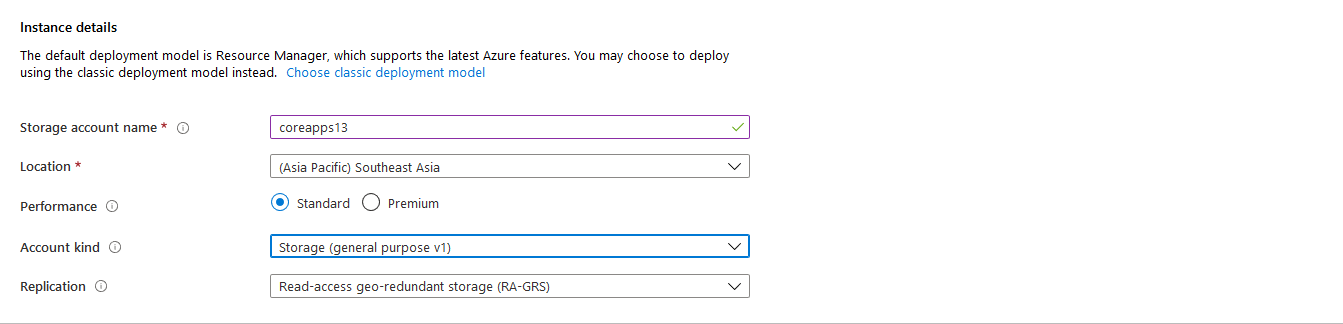 Instance details
The default deployment model is Resource Manager, which supports the latest Azure features. You may choose to deploy
using the classic deployment model instead. Choose classic deployment model
Storage account name * coreapps13
Location * (Asia Pacific) Southeast Asia
Performance Standard Premium
Account kind Storage (general purpose v1)
Replication Read-access geo-redundant storage (RA-GRS)